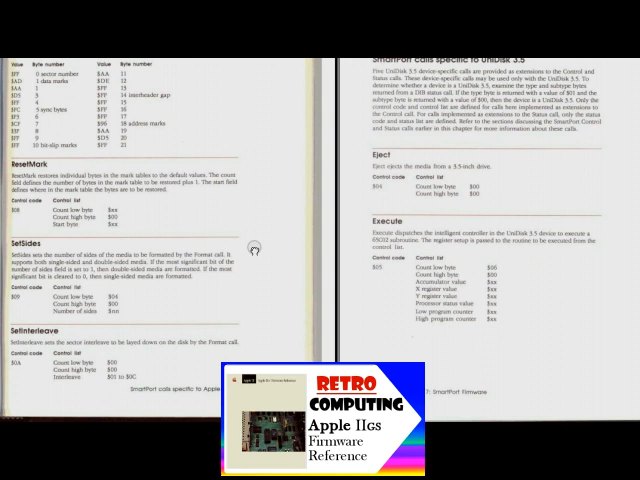 Value Byte number Value Byte number
$FF 0 sector number $AA 11
$AD 1 data marks $DE 12
$AA 1 $FF 13
$D5 3 $FF 14 interheader gap
$FF 4 $FF 15
$FC 5 sync bytes $FF 16
$F3 6 $FF 17
$CF 7 $96 18 address marks
$3F 8 $AA 19
$FF 9 $D5 20
$FF 10 bit-slip marks $FF 21
ResetMark
ResetMark restores individual bytes in the mark tables to the default values. The count
field defines the number of bytes in the mark table to be restored plus 1. The start field
defines where in the mark table the bytes are to be restored.
Control code Control list
$08 Count low byte $xx
Count high byte $00
Start byte $xx
SetSides
SetSides sets the number of sides of the media to be formatted by the Format call. It
supports both single-sided and double-sided media. If the most significant bit of the
number of sides field is set to 1, then double-sided media are formatted. If the most
significant bit is cleared to 0, then single-sided media are formatted.
Control code Control list
$09 Count low byte $04
Count high byte $00
Number of sides $nn
SetInterleave
SetInterleave sets the sector interleave to be layed down on the disk by the Format call.
Control code Control list
$0A Count low byte $00
Count high byte $00
Interleave $01 to $0C
SmartPort calls specific to Apple
SmartPort calls specific to UniDisk 3.5
Five UniDisk 3.5 device-specific calls are provided as extensions to the Control and
Status calls. These device-specific calls may be used only with the UniDisk 3.5. To
determine whether a device is a UniDisk 3.5, examine the type and subtype bytes
returned from a DIB status call. If the type byte is returned with a value of $01 and the
subtype byte is returned with a value of $00, then the device is a UniDisk 3.5. Only the
control code and control list are defined for calls here implemented as extensions to
the Control call. For calls implemented as extensions to the Status call, only the status
code and status list are defined. Refer to the sections discussing the SmartPort Control
and Status calls earlier in this chapter for more information about these calls.
Eject
Eject ejects the media from a 3.5-inch drive.
Control code Control list
$04 Count low byte $00
Count high byte $00
Execute
Execute dispatches the intelligent controller in the UniDisk 3.5 device to execute a
65C02 subroutine. The register setup is passed to the routine to be executed from the
control list.
Control code Control list
$05 Count low byte $06
Count high byte $00
Accumulator value $xx
X register value $xx
Y register value $xx
Processor status value $xx
Low program counter $xx
High program counter $xx
7: SmartPort Firmware
RETRO
COMPUTING
Apple IIGS
Firmware
Reference